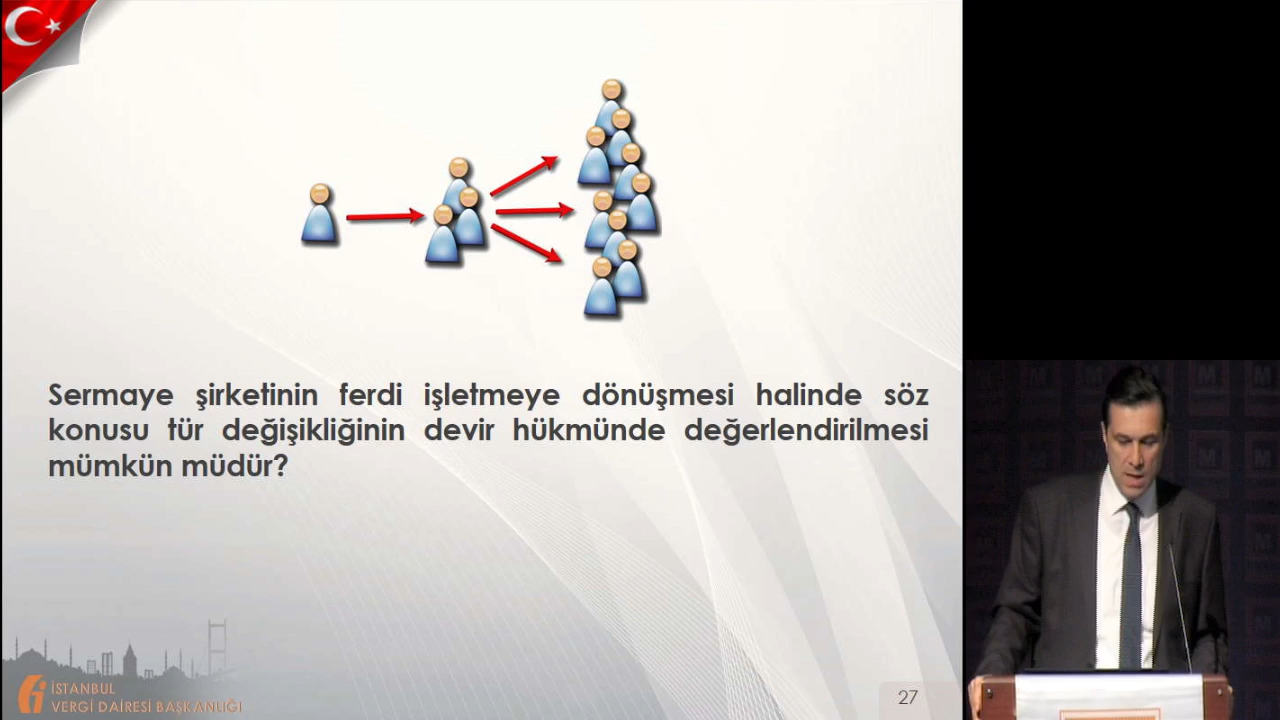 Sermaye şirketinin ferdi işletmeye dönüşmesi halinde söz
konusu tür değişikliğinin devir hükmünde değerlendirilmesi
mümkün müdür?
İSTANBUL
VERGİ DAİRESİ BAŞKANLIĞI
27